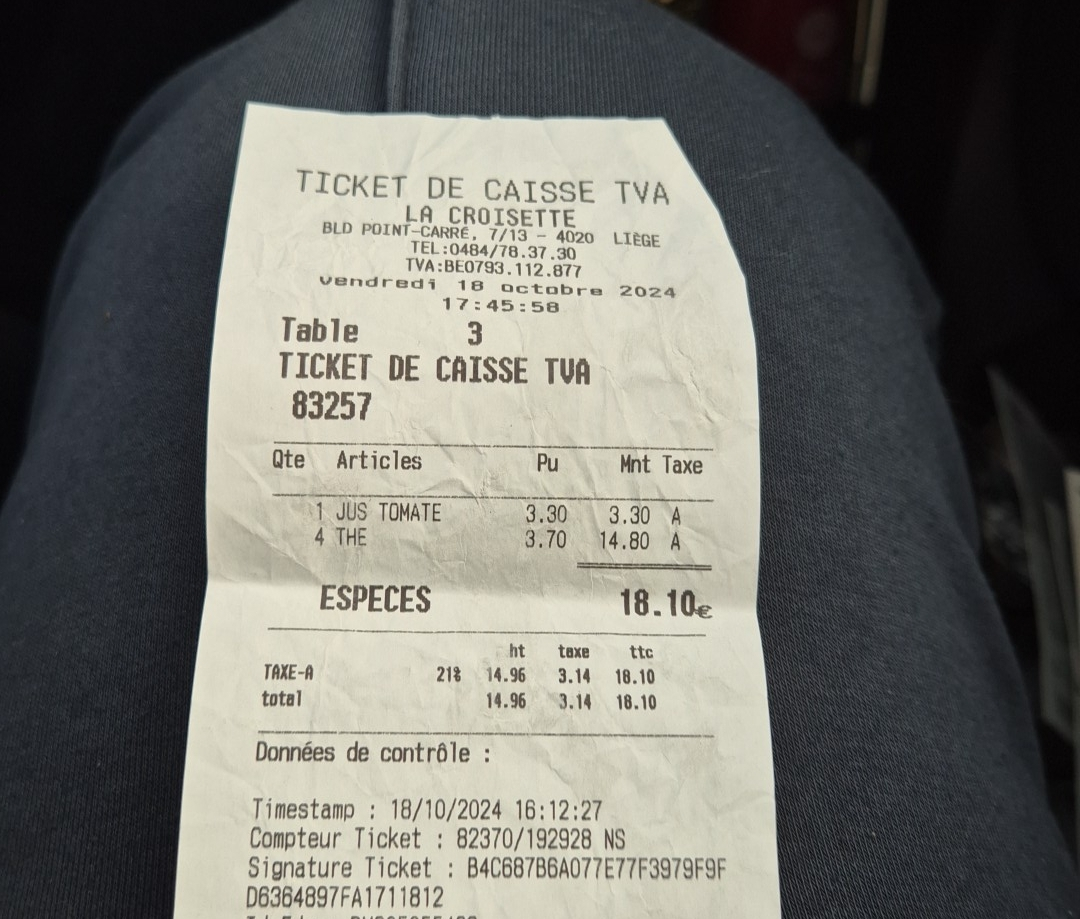 TICKET DE CAISSE TVA
LA CROISETTE
BLD POINT-CARRÉ, 7/13 - 4020 LIÈGE
TEL:0484/78.37.30
TVA:BE0793.112.877
vendredi 18 octobre 2024
17:45:58
Table 3
TICKET DE CAISSE TVA
83257
Qte Articles Pu Mnt Taxe
1 JUS TOMATE 3.30 3.30 A
4 THE 3.70 14.80 A
ESPECES 18.10€
ht taxe ttc
TAXE-A 21% 14.96 3.14 18.10
total 14.96 3.14 18.10
Données de contrôle :
Timestamp : 18/10/2024 16:12:27
Compteur Ticket : 82370/192928 NS
Signature Ticket : B4C687B6A077E77F3979F9F
D6364897FA1711812